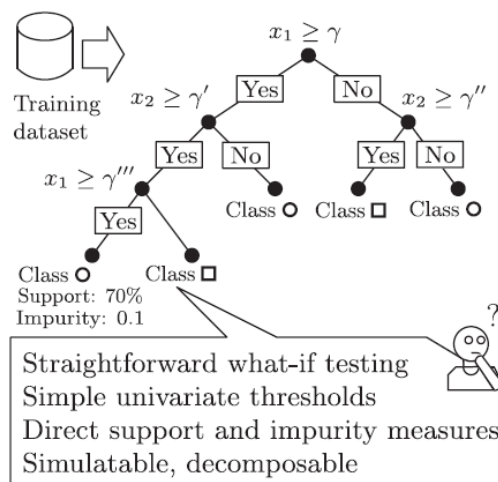 x₁ ≥ γ
Training
dataset
x₂ ≥ γ′
Yes
No
x₂ ≥ γ″
x₁ ≥ γ‴
Yes
No
Yes
No
Yes
Class
Class
Class
Class
Class
Support: 70%
Impurity: 0.1
?
Straightforward what-if testing
Simple univariate thresholds
Direct support and impurity measures
Simulatable, decomposable